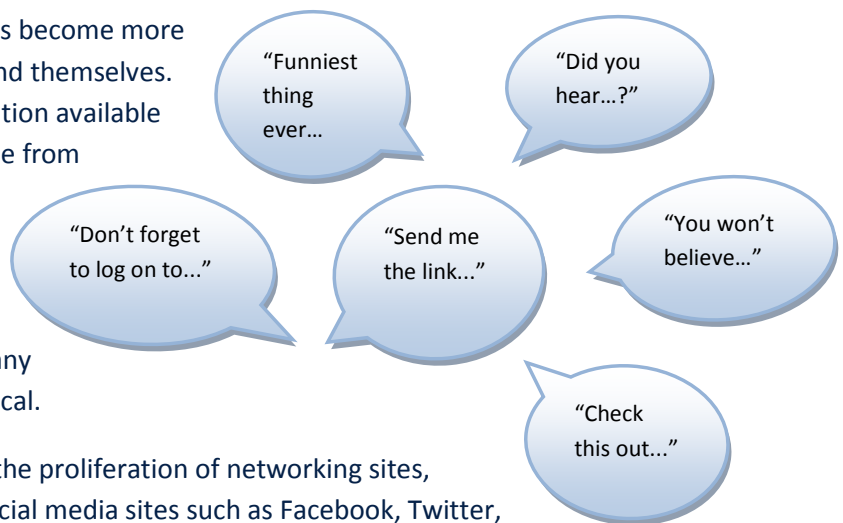 s become more
nd themselves.
tion available
e from
any
ical.
the proliferation of networking sites,
cial media sites such as Facebook, Twitter,
“Funniest
thing
ever…
“Did you
hear…?”
“Don’t forget
to log on to...”
“Send me
the link...”
“You won’t
believe…”
“Check
this out...”